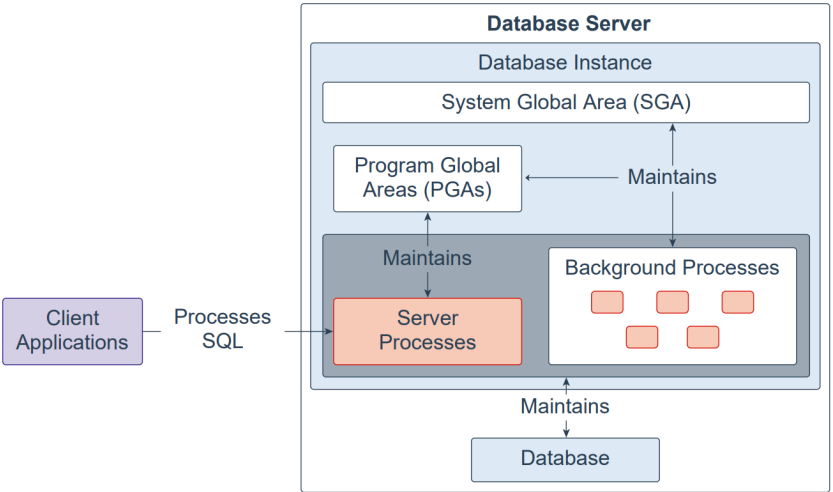 Database Server
Database Instance
System Global Area (SGA)
Program Global
Areas (PGAs)
Maintains
Maintains
Background Processes
Client
Applications
Processes
SQL
Server
Processes
Maintains
Database